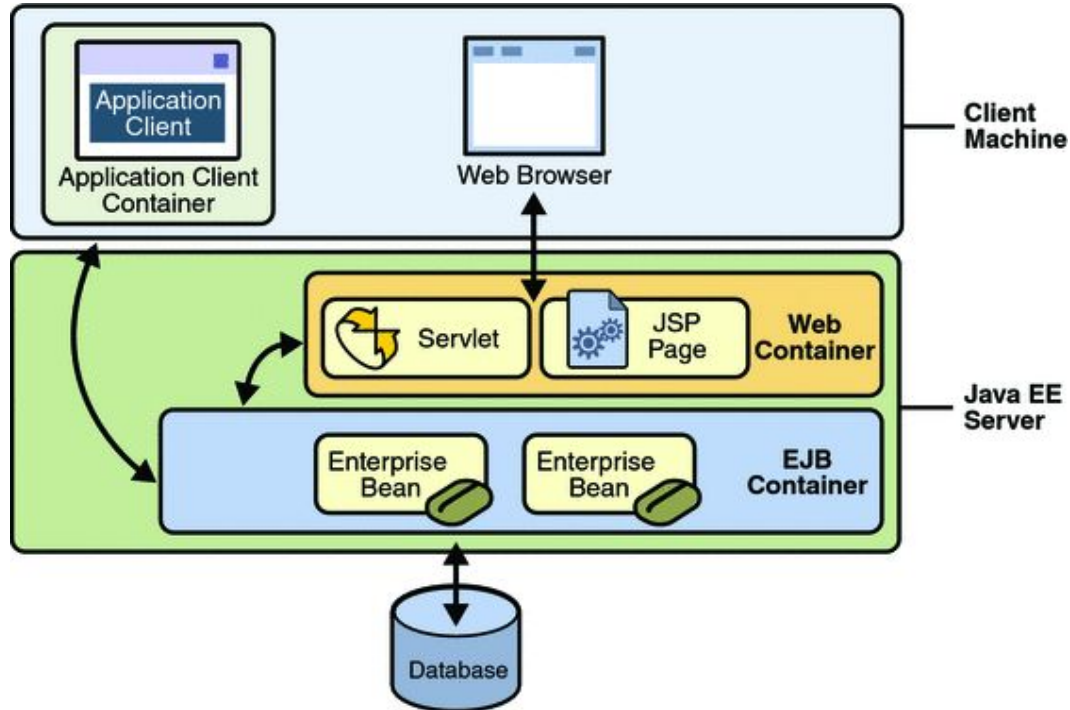 Application
Client
Application Client
Container
Web Browser
Client
Machine
Servlet
JSP
Page
Web
Container
Java EE
Server
Enterprise
Bean
Enterprise
Bean
EJB
Container
Database